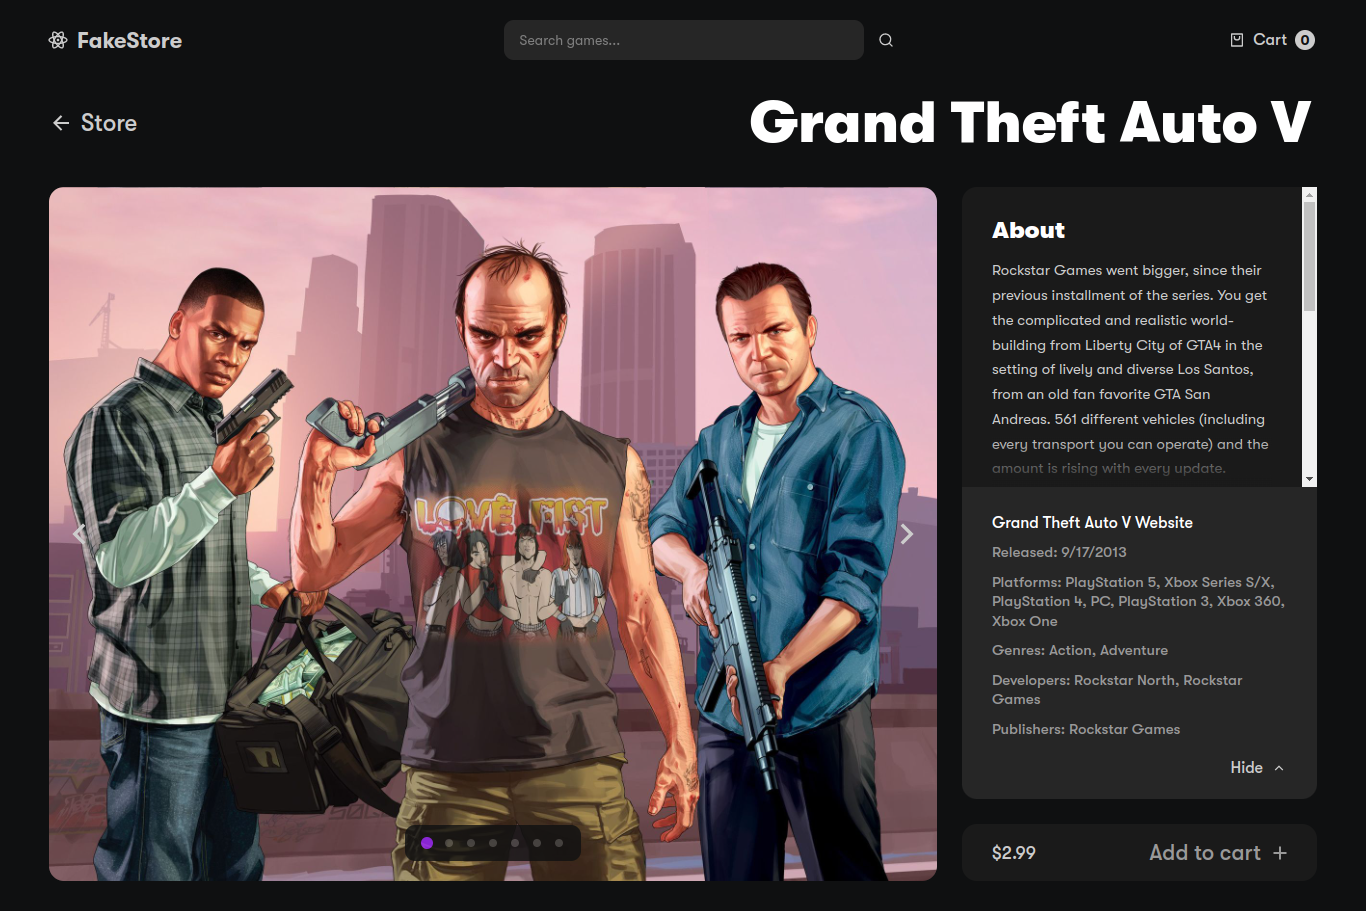 FakeStore
Search games...
Cart 0
Store
Grand Theft Auto V
LOVE FIST
About
Rockstar Games went bigger, since their
previous installment of the series. You get
the complicated and realistic world-
building from Liberty City of GTA4 in the
setting of lively and diverse Los Santos,
from an old fan favorite GTA San
Andreas. 561 different vehicles (including
every transport you can operate) and the
amount is rising with every update.
Grand Theft Auto V Website
Released: 9/17/2013
Platforms: PlayStation 5, Xbox Series S/X,
PlayStation 4, PC, PlayStation 3, Xbox 360,
Xbox One
Genres: Action, Adventure
Developers: Rockstar North, Rockstar
Games
Publishers: Rockstar Games
Hide
$2.99
Add to cart +